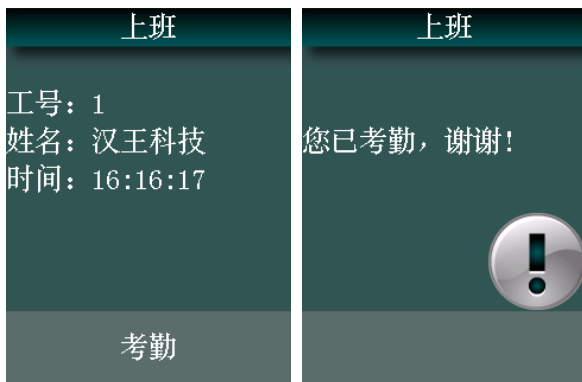 上班
工号：1
姓名：汉王科技
时间：16:16:17
考勤
上班
您已考勤，谢谢!